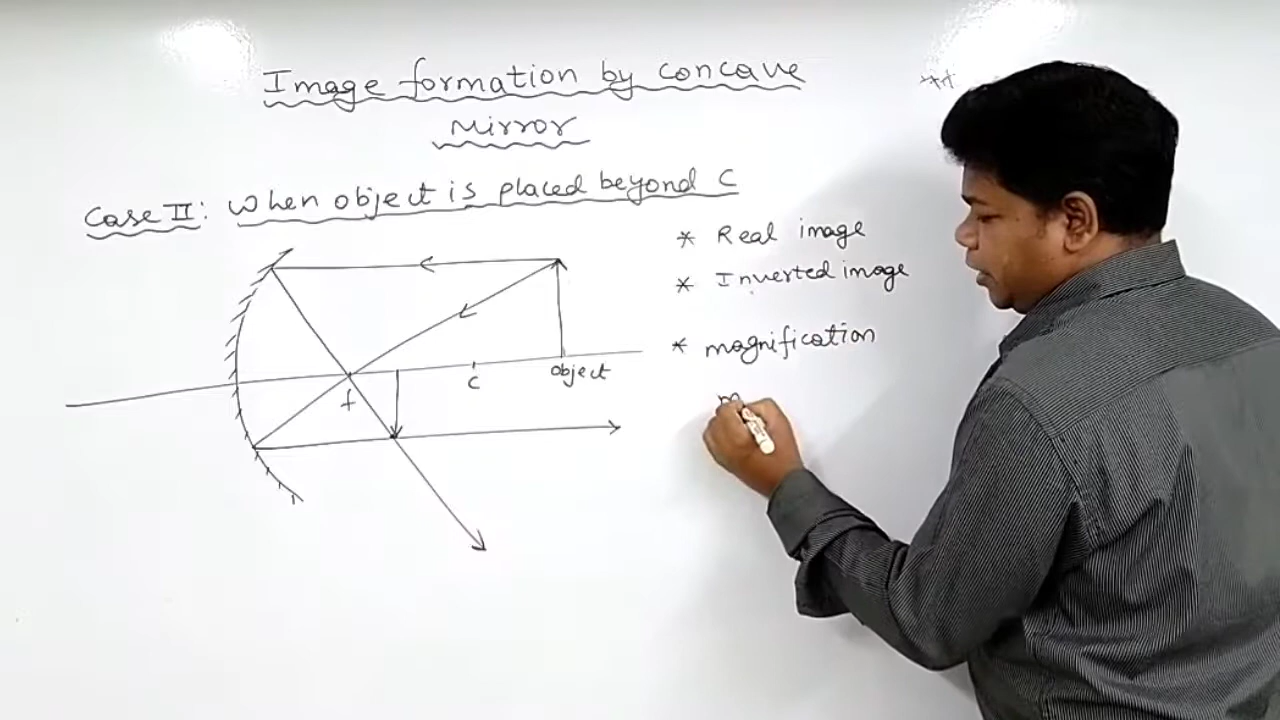 Image formation by concave
Mirror
Case II: When object is placed beyond C
* Real image
* Inverted image
* magnification
m
f
C
object